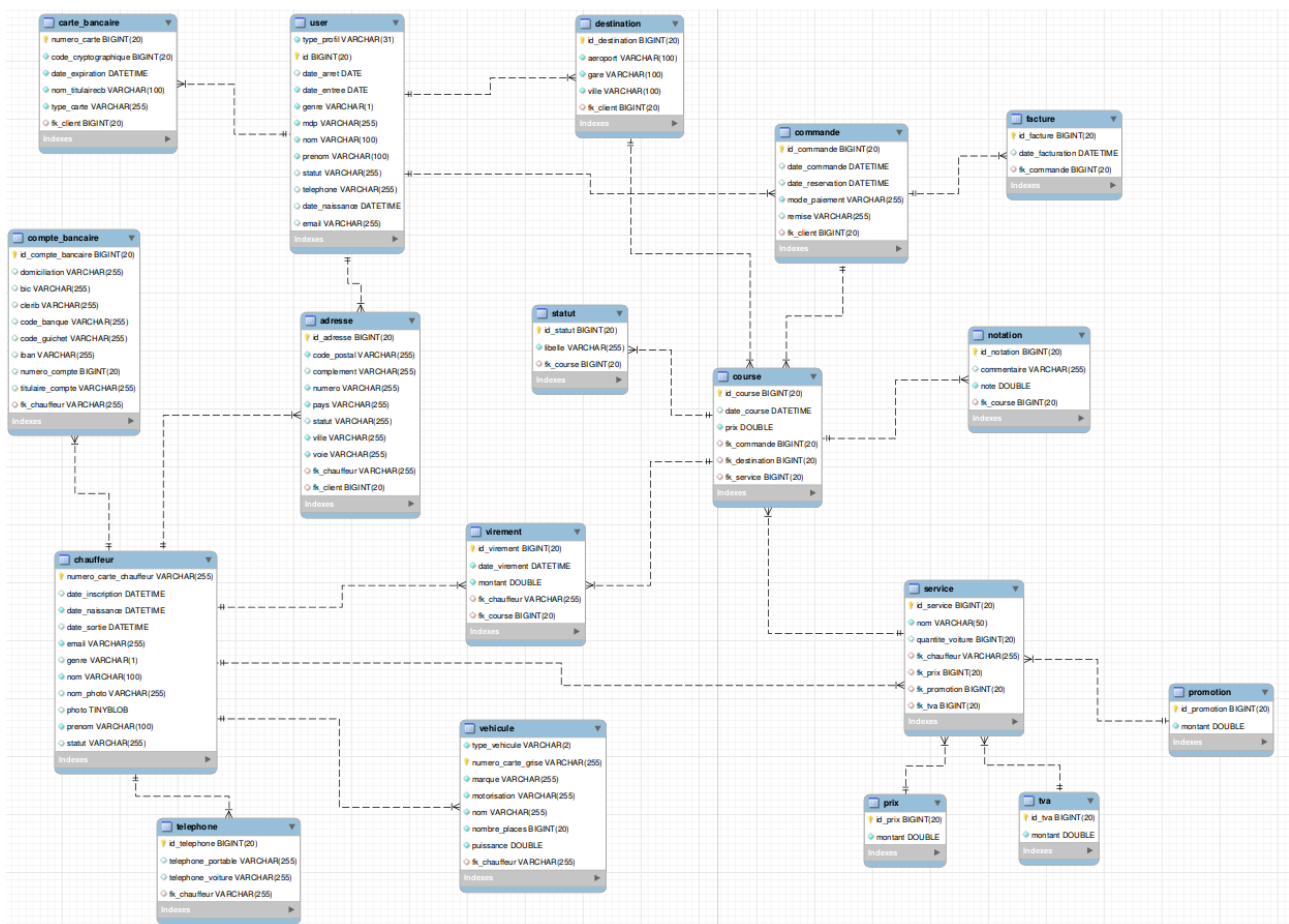 carte_bancaire
numero_carte BIGINT(20)
code_cryptographique BIGINT(20)
date_expiration DATETIME
nom_titulairecb VARCHAR(100)
type_carte VARCHAR(255)
fk_client BIGINT(20)
Indexes
user
type_profil VARCHAR(31)
id BIGINT(20)
date_arret DATE
date_entree DATE
genre VARCHAR(1)
mdp VARCHAR(255)
nom VARCHAR(100)
prenom VARCHAR(100)
statut VARCHAR(255)
telephone VARCHAR(255)
date_naissance DATETIME
email VARCHAR(255)
Indexes
destination
id_destination BIGINT(20)
aeroport VARCHAR(100)
gare VARCHAR(100)
ville VARCHAR(100)
fk_client BIGINT(20)
Indexes
commande
id_commande BIGINT(20)
date_commande DATETIME
date_reservation DATETIME
mode_paiement VARCHAR(255)
remise VARCHAR(255)
fk_client BIGINT(20)
Indexes
facture
id_facture BIGINT(20)
date_facturation DATETIME
fk_commande BIGINT(20)
Indexes
compte_bancaire
id_compte_bancaire BIGINT(20)
domiciliation VARCHAR(255)
bic VARCHAR(255)
clerib VARCHAR(255)
code_banque VARCHAR(255)
code_guichet VARCHAR(255)
iban VARCHAR(255)
numero_compte BIGINT(20)
titulaire_compte VARCHAR(255)
fk_chauffeur VARCHAR(255)
Indexes
adresse
id_adresse BIGINT(20)
code_postal VARCHAR(255)
complement VARCHAR(255)
numero VARCHAR(255)
pays VARCHAR(255)
statut VARCHAR(255)
ville VARCHAR(255)
voie VARCHAR(255)
fk_chauffeur VARCHAR(255)
fk_client BIGINT(20)
Indexes
statut
id_statut BIGINT(20)
libelle VARCHAR(255)
fk_course BIGINT(20)
Indexes
course
id_course BIGINT(20)
date_course DATETIME
prix DOUBLE
fk_commande BIGINT(20)
fk_destination BIGINT(20)
fk_service BIGINT(20)
Indexes
notation
id_notation BIGINT(20)
commentaire VARCHAR(255)
note DOUBLE
fk_course BIGINT(20)
Indexes
chauffeur
numero_carte_chauffeur VARCHAR(255)
date_inscription DATETIME
date_naissance DATETIME
date_sortie DATETIME
email VARCHAR(255)
genre VARCHAR(1)
nom VARCHAR(100)
nom_photo VARCHAR(255)
photo TINYBLOB
prenom VARCHAR(100)
statut VARCHAR(255)
Indexes
virement
id_virement BIGINT(20)
date_virement DATETIME
montant DOUBLE
fk_chauffeur VARCHAR(255)
fk_course BIGINT(20)
Indexes
service
id_service BIGINT(20)
nom VARCHAR(50)
quantite_voiture BIGINT(20)
fk_chauffeur VARCHAR(255)
fk_prix BIGINT(20)
fk_promotion BIGINT(20)
fk_tva BIGINT(20)
Indexes
promotion
id_promotion BIGINT(20)
montant DOUBLE
Indexes
vehicule
type_vehicule VARCHAR(2)
numero_carte_grise VARCHAR(255)
marque VARCHAR(255)
motorisation VARCHAR(255)
nom VARCHAR(255)
nombre_places BIGINT(20)
puissance DOUBLE
fk_chauffeur VARCHAR(255)
Indexes
telephone
id_telephone BIGINT(20)
telephone_portable VARCHAR(255)
telephone_voiture VARCHAR(255)
fk_chauffeur VARCHAR(255)
Indexes
prix
id_prix BIGINT(20)
montant DOUBLE
Indexes
tva
id_tva BIGINT(20)
montant DOUBLE
Indexes